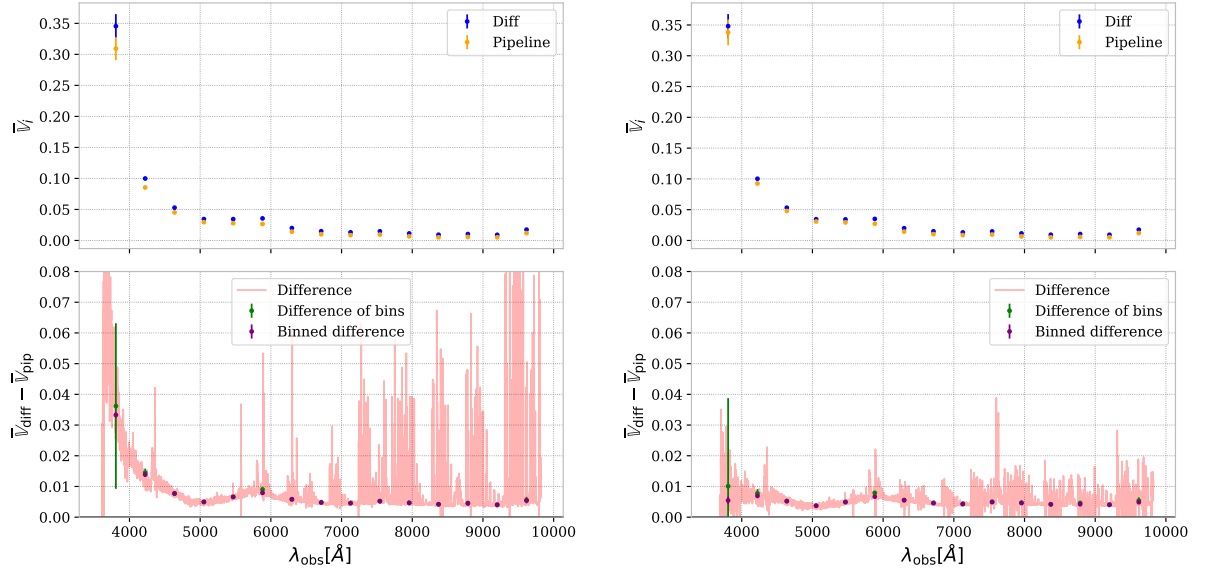 0.35
0.30
0.25
0.20
0.15
0.10
0.05
0.00
𝕍̅ᵢ
Diff
Pipeline
0.35
0.30
0.25
0.20
0.15
0.10
0.05
0.00
𝕍̅ᵢ
Diff
Pipeline
0.08
0.07
0.06
0.05
0.04
0.03
0.02
0.01
0.00
𝕍̅diff − 𝕍̅pip
Difference
Difference of bins
Binned difference
4000 5000 6000 7000 8000 9000 10000
λobs[Å]
0.08
0.07
0.06
0.05
0.04
0.03
0.02
0.01
0.00
𝕍̅diff − 𝕍̅pip
Difference
Difference of bins
Binned difference
4000 5000 6000 7000 8000 9000 10000
λobs[Å]